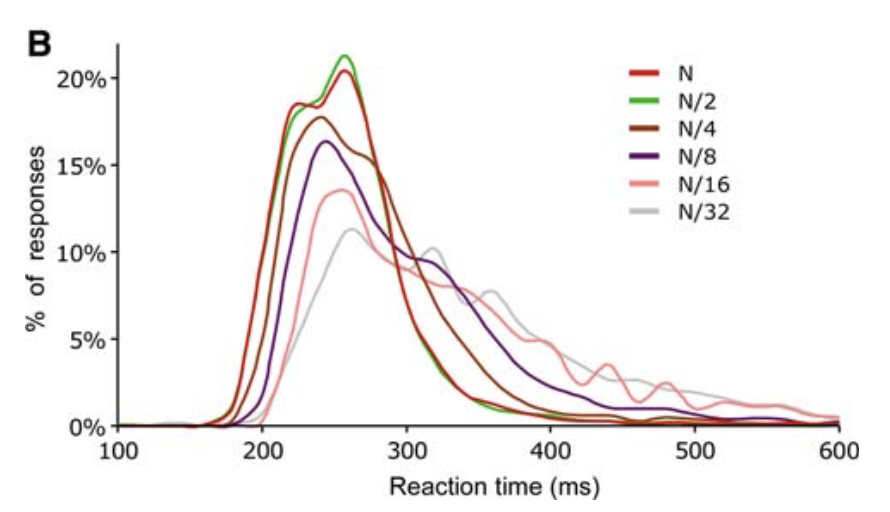 B
% of responses
20%
15%
10%
5%
0%
100 200 300 400 500 600
Reaction time (ms)
N
N/2
N/4
N/8
N/16
N/32